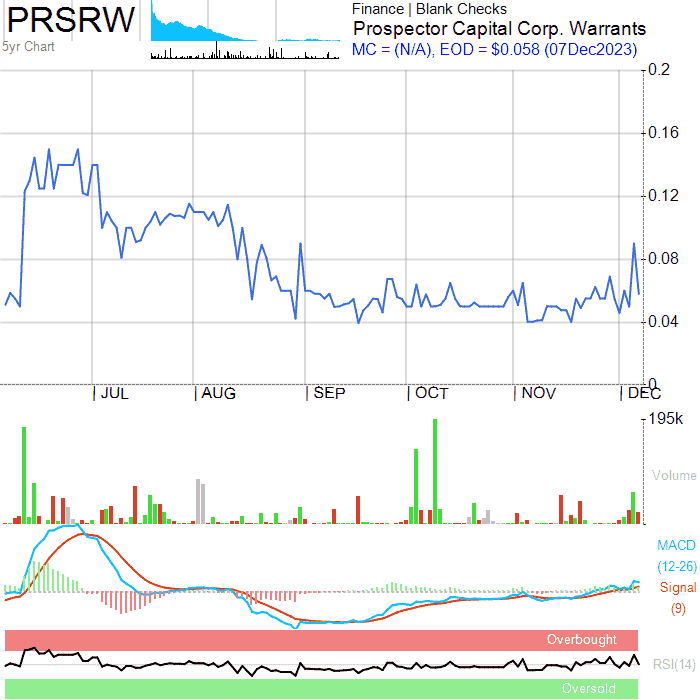 PRSRW
5yr Chart
Finance | Blank Checks
Prospector Capital Corp. Warrants
MC = (N/A), EOD = $0.058 (07Dec2023)
0.2
0.16
0.12
0.08
0.04
0
JUL
AUG
SEP
OCT
NOV
DEC
195k
Volume
MACD
(12-26)
Signal
(9)
Overbought
RSI(14)
Oversold